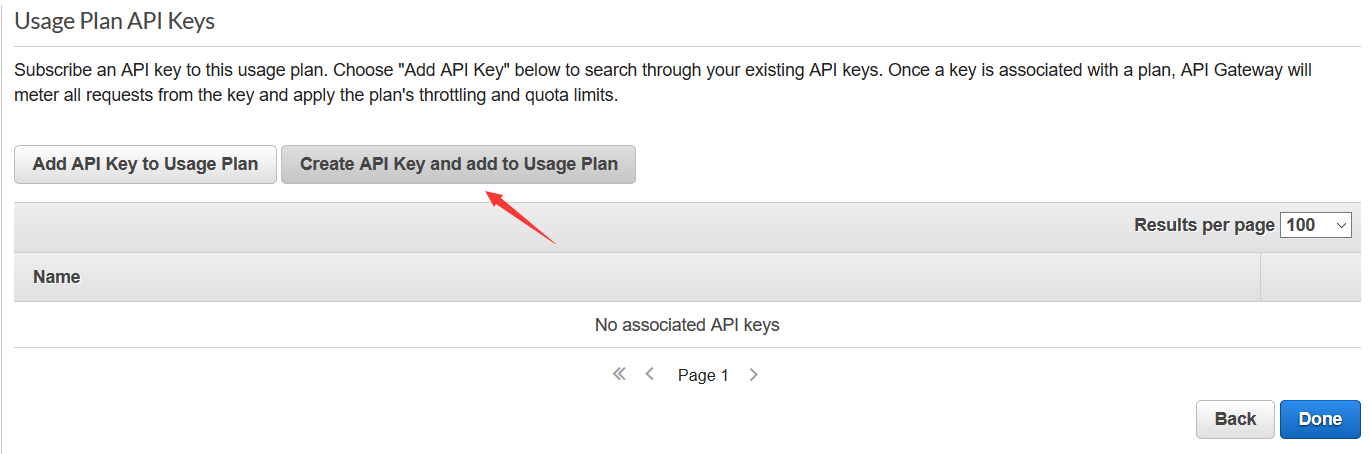 Usage Plan API Keys
Subscribe an API key to this usage plan. Choose "Add API Key" below to search through your existing API keys. Once a key is associated with a plan, API Gateway will
meter all requests from the key and apply the plan's throttling and quota limits.
Add API Key to Usage Plan Create API Key and add to Usage Plan
Results per page 100
Name
No associated API keys
Page 1
Back Done